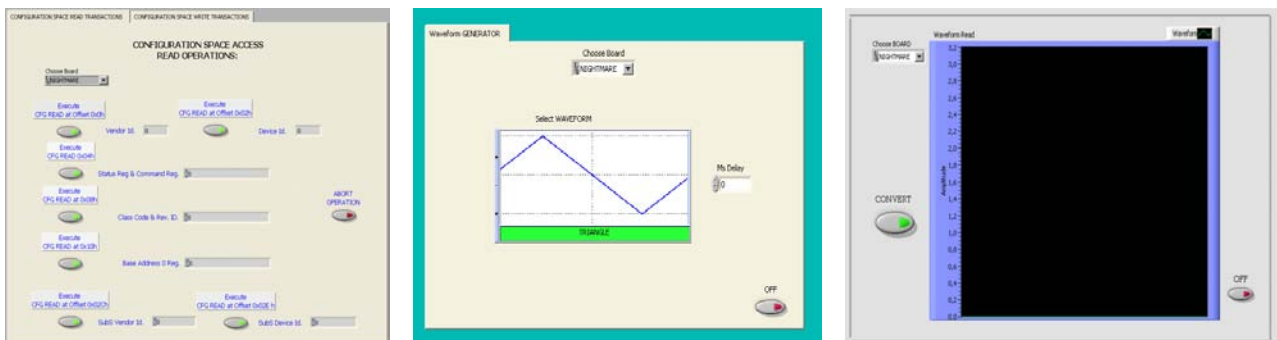 CONFIGURATION SPACE READ TRANSACTIONS
CONFIGURATION SPACE WRITE TRANSACTIONS
CONFIGURATION SPACE ACCESS
READ OPERATIONS:
Choose Board
NIGHTMARE
Execute
CFG READ at Offset 0x0h
Execute
CFG READ at Offset 0x02h
Vendor Id.
0
Device Id.
0
Execute
CFG READ 0x04h
Status Reg & Command Reg.
Execute
CFG READ at 0x08h
ABORT
OPERATION
Class Code & Rev. ID.
Execute
CFG READ at 0x10h
Base Address 0 Reg.
Execute
CFG READ at Offset 0x02Ch
Execute
CFG READ at Offset 0x02E h
SubS Vendor Id.
SubS Device Id.
Waveform GENERATOR
Choose Board
NIGHTMARE
Select WAVEFORM
TRIANGLE
Ms Delay
0
OFF
Choose BOARD
NIGHTMARE
Waveform Read
Waveform
3,2
3,0
2,8
2,6
2,4
2,2
2,0
1,8
1,6
1,4
1,2
1,0
0,8
0,6
0,4
0,2
0,0
Amplitude
CONVERT
OFF